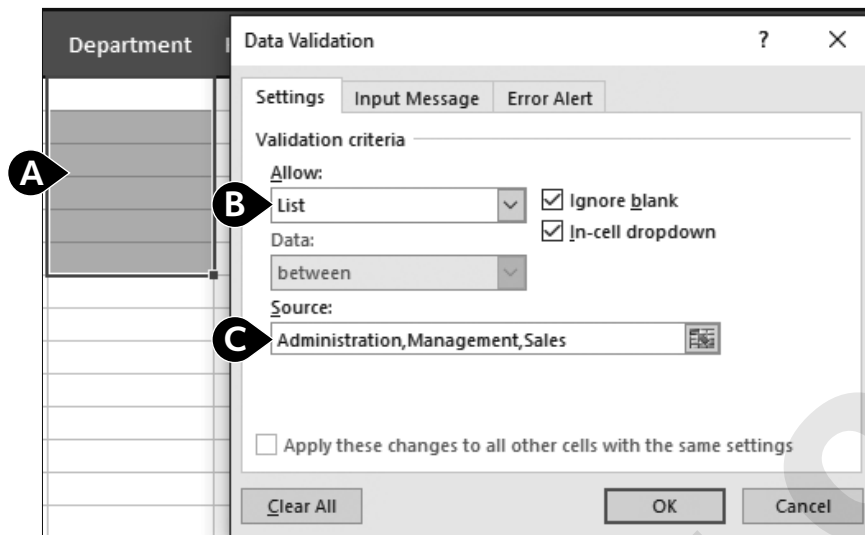 Department
Data Validation ?
Settings Input Message Error Alert
Validation criteria
Allow:
A
B List Ignore blank
In-cell dropdown
Data:
between
Source:
C Administration,Management,Sales
Apply these changes to all other cells with the same settings
Clear All OK Cancel